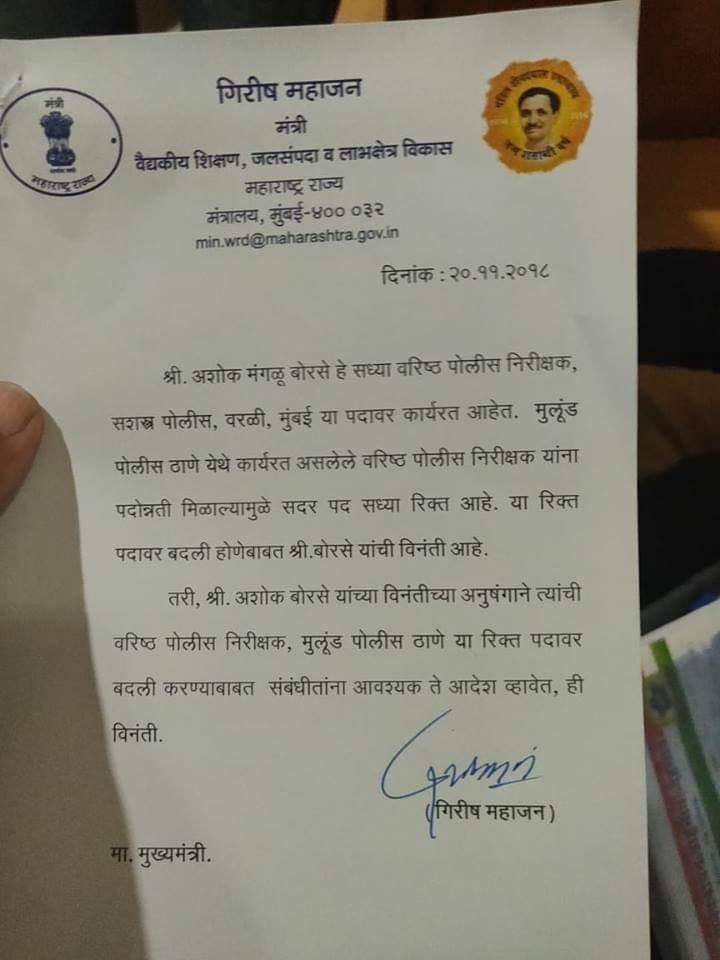 मंत्री
महाराष्ट्र राज्य
गिरीष महाजन
मंत्री
वैद्यकीय शिक्षण, जलसंपदा व लाभक्षेत्र विकास
महाराष्ट्र राज्य
मंत्रालय, मुंबई-४०० ०३२
min.wrd@maharashtra.gov.in
दिनांक : २०.११.२०१८
श्री. अशोक मंगळू बोरसे हे सध्या वरिष्ठ पोलीस निरीक्षक,
सशस्त्र पोलीस, वरळी, मुंबई या पदावर कार्यरत आहेत. मुलूंड
पोलीस ठाणे येथे कार्यरत असलेले वरिष्ठ पोलीस निरीक्षक यांना
पदोन्नती मिळाल्यामुळे सदर पद सध्या रिक्त आहे. या रिक्त
पदावर बदली होणेबाबत श्री.बोरसे यांची विनंती आहे.
तरी, श्री. अशोक बोरसे यांच्या विनंतीच्या अनुषंगाने त्यांची
वरिष्ठ पोलीस निरीक्षक, मुलूंड पोलीस ठाणे या रिक्त पदावर
बदली करण्याबाबत संबंधीतांना आवश्यक ते आदेश व्हावेत, ही
विनंती.
(गिरीष महाजन)
मा. मुख्यमंत्री.